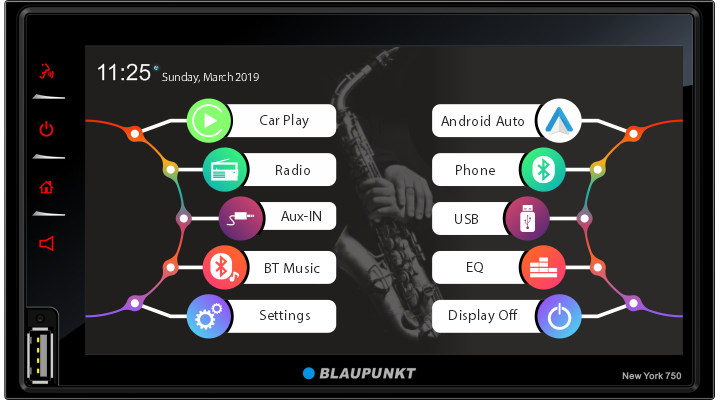 11:25 Sunday, March 2019
Car Play
Android Auto
Radio
Phone
Aux-IN
USB
BT Music
EQ
Settings
Display Off
BLAUPUNKT
New York 750